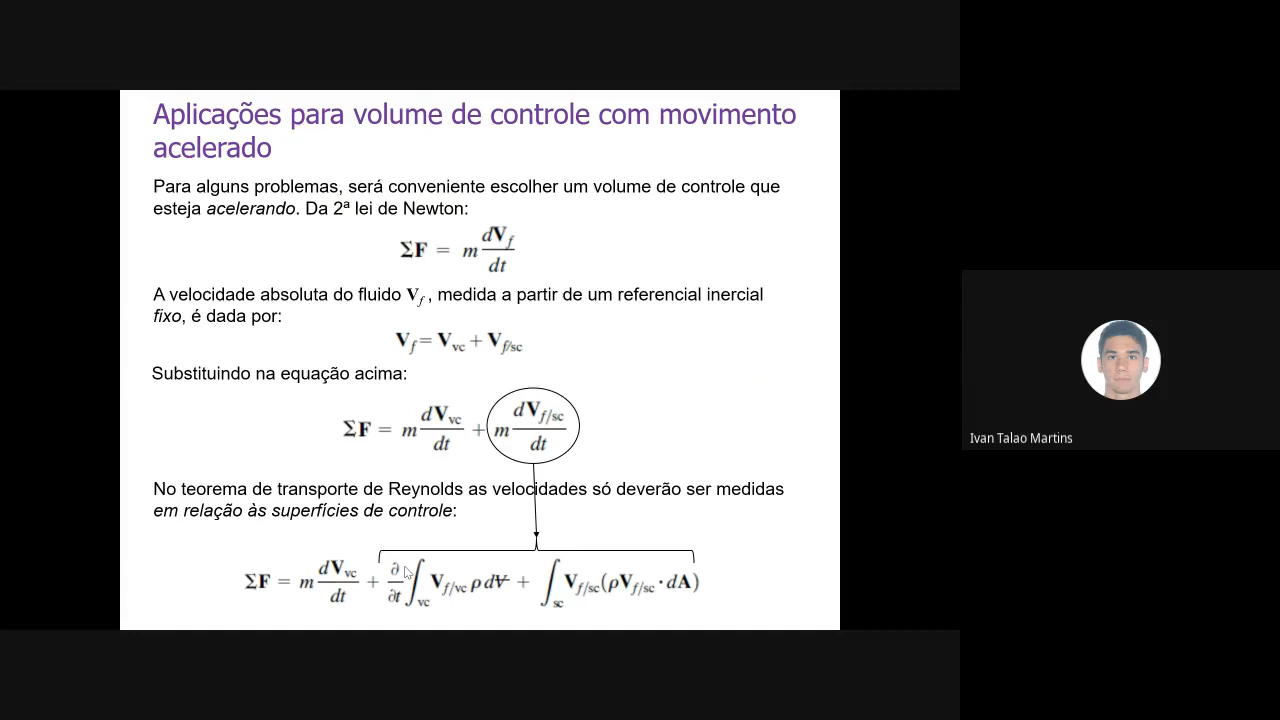 Aplicações para volume de controle com movimento
acelerado
Para alguns problemas, será conveniente escolher um volume de controle que
esteja acelerando. Da 2ª lei de Newton:
ΣF = m dV_f/dt
A velocidade absoluta do fluido V_f , medida a partir de um referencial inercial
fixo, é dada por:
V_f = V_vc + V_f/sc
Substituindo na equação acima:
ΣF = m dV_vc/dt + m dV_f/sc/dt
No teorema de transporte de Reynolds as velocidades só deverão ser medidas
em relação às superfícies de controle:
ΣF = m dV_vc/dt + ∂/∂t ∫_vc V_f/vc ρ dV̶ + ∫_sc V_f/sc(ρV_f/sc · dA)
Ivan Talao Martins